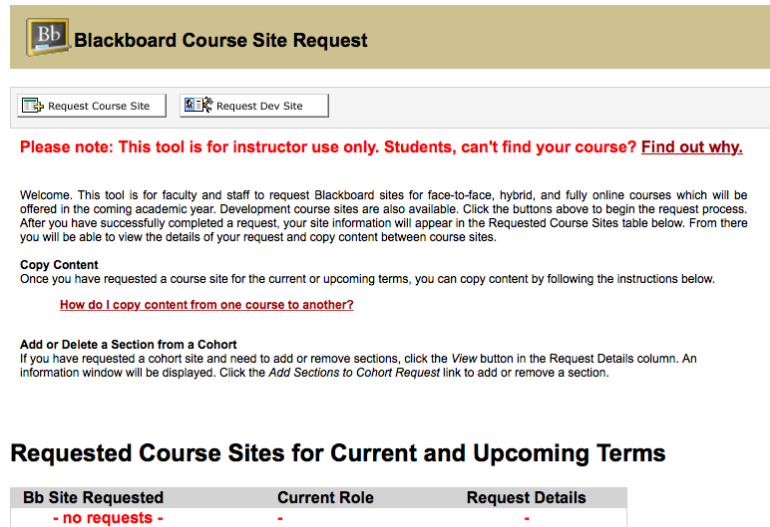 Bb Blackboard Course Site Request
Request Course Site Request Dev Site
Please note: This tool is for instructor use only. Students, can't find your course? Find out why.
Welcome. This tool is for faculty and staff to request Blackboard sites for face-to-face, hybrid, and fully online courses which will be
offered in the coming academic year. Development course sites are also available. Click the buttons above to begin the request process.
After you have successfully completed a request, your site information will appear in the Requested Course Sites table below. From there
you will be able to view the details of your request and copy content between course sites.
Copy Content
Once you have requested a course site for the current or upcoming terms, you can copy content by following the instructions below.
How do I copy content from one course to another?
Add or Delete a Section from a Cohort
If you have requested a cohort site and need to add or remove sections, click the View button in the Request Details column. An
information window will be displayed. Click the Add Sections to Cohort Request link to add or remove a section.
Requested Course Sites for Current and Upcoming Terms
Bb Site Requested Current Role Request Details
- no requests - - -